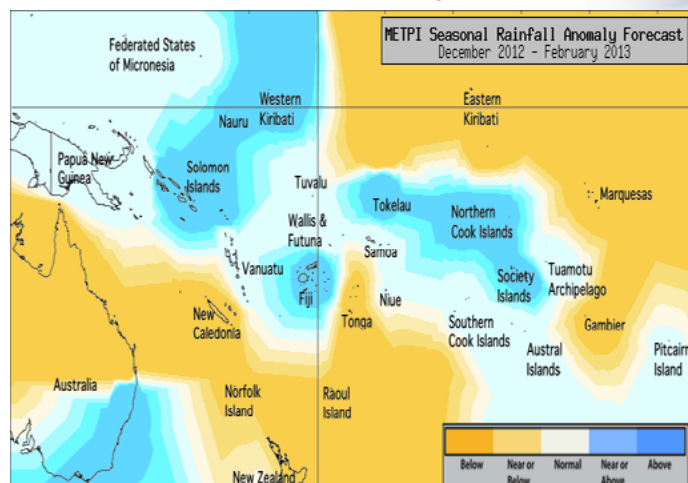 METPI Seasonal Rainfall Anomaly Forecast
December 2012 - February 2013
Federated States
of Micronesia
Western
Kiribati
Eastern
Kiribati
Nauru
Papua New
Guinea
Solomon
Islands
Tuvalu
Tokelau
Northern
Cook Islands
Marquesas
Wallis &
Futuna
Samoa
Vanuatu
Fiji
Society
Islands
Tuamotu
Archipelago
New
Caledonia
Tonga
Niue
Southern
Cook Islands
Gambier
Austral
Islands
Pitcairn
Island
Australia
Norfolk
Island
Raoul
Island
New Zealand
Below
Near or
Below
Normal
Near or
Above
Above